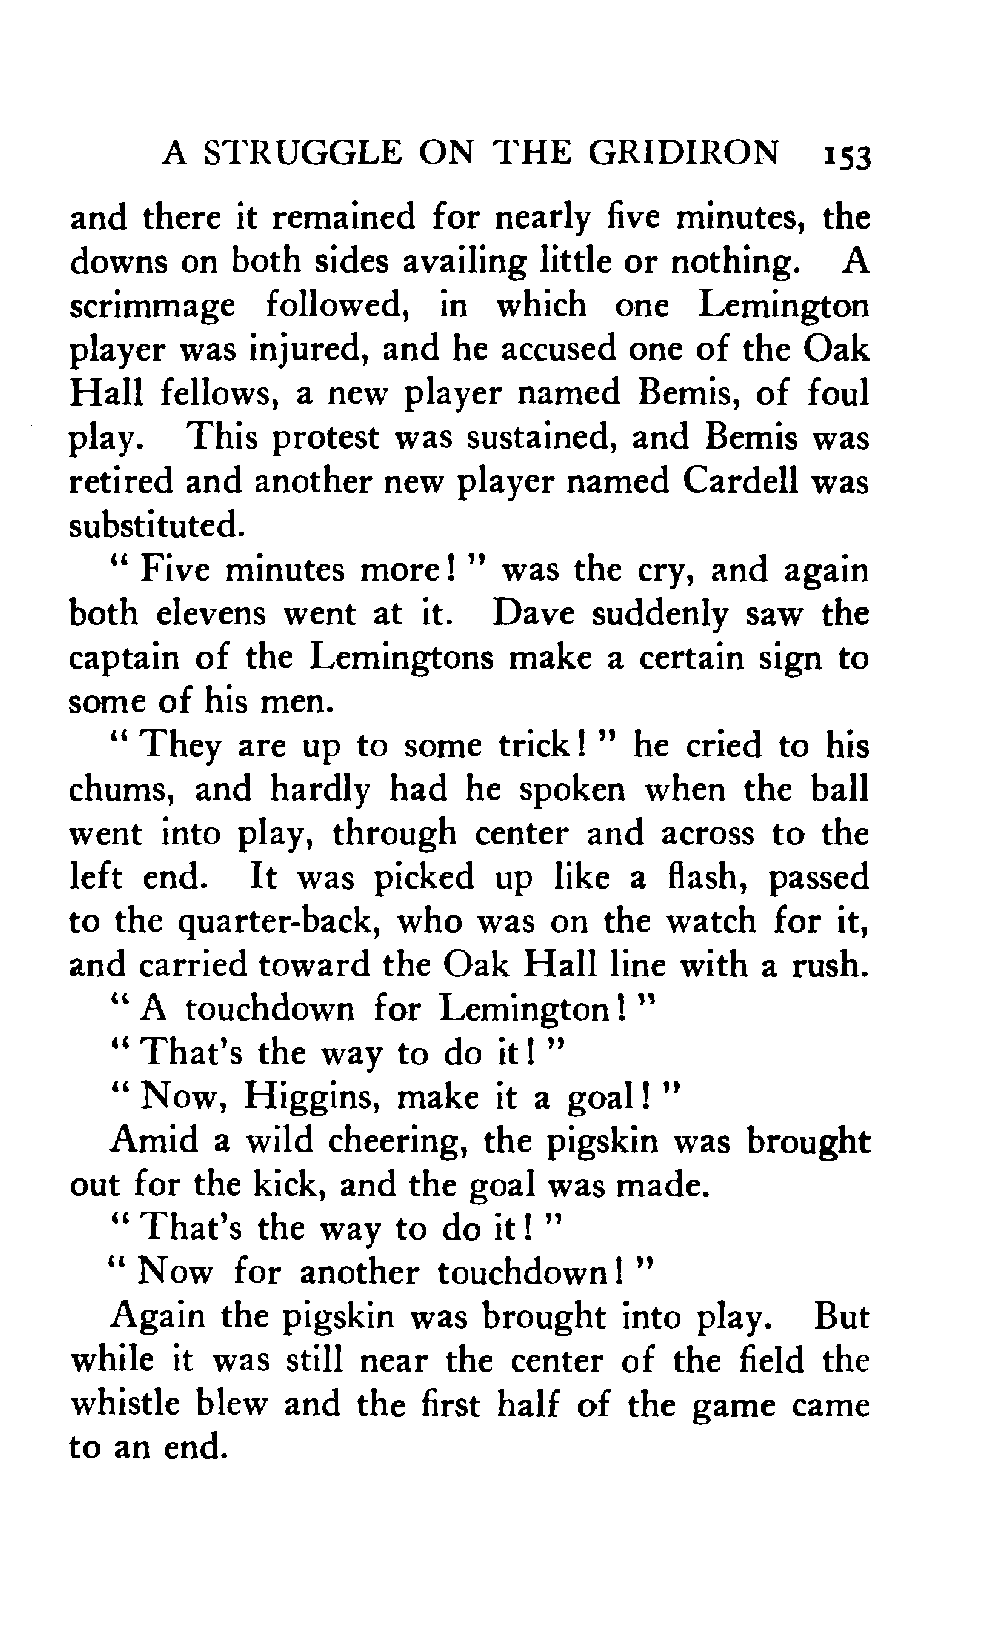 A STRUGGLE ON THE GRIDIRON 153
and there it remained for nearly five minutes, the
downs on both sides availing little or nothing. A
scrimmage followed, in which one Lemington
player was injured, and he accused one of the Oak
Hall fellows, a new player named Bemis, of foul
play. This protest was sustained, and Bemis was
retired and another new player named Cardell was
substituted.
" Five minutes more! " was the cry, and again
both elevens went at it. Dave suddenly saw the
captain of the Lemingtons make a certain sign to
some of his men.
" They are up to some trick! " he cried to his
chums, and hardly had he spoken when the ball
went into play, through center and across to the
left end. It was picked up like a flash, passed
to the quarter-back, who was on the watch for it,
and carried toward the Oak Hall line with a rush.
" A touchdown for Lemington! "
" That's the way to do it! "
" Now, Higgins, make it a goal! "
Amid a wild cheering, the pigskin was brought
out for the kick, and the goal was made.
" That's the way to do it! "
" Now for another touchdown! "
Again the pigskin was brought into play. But
while it was still near the center of the field the
whistle blew and the first half of the game came
to an end.